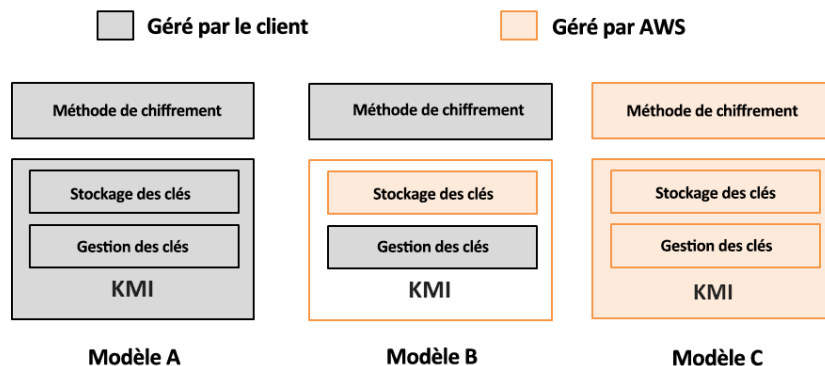 Géré par le client
Géré par AWS
Méthode de chiffrement
Stockage des clés
Gestion des clés
KMI
Modèle A
Méthode de chiffrement
Stockage des clés
Gestion des clés
KMI
Modèle B
Méthode de chiffrement
Stockage des clés
Gestion des clés
KMI
Modèle C